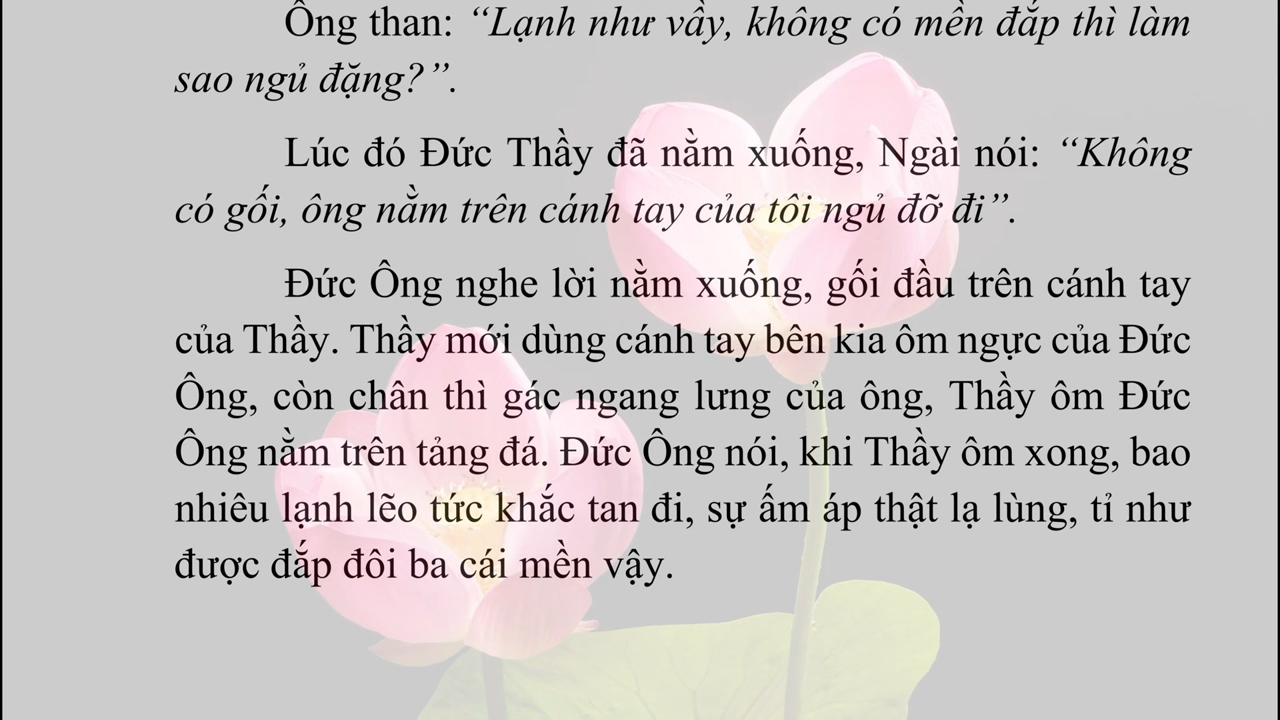 Ông than: “Lạnh như vầy, không có mền đắp thì làm
sao ngủ đặng?”.
Lúc đó Đức Thầy đã nằm xuống, Ngài nói: “Không
có gối, ông nằm trên cánh tay của tôi ngủ đỡ đi”.
Đức Ông nghe lời nằm xuống, gối đầu trên cánh tay
của Thầy. Thầy mới dùng cánh tay bên kia ôm ngực của Đức
Ông, còn chân thì gác ngang lưng của ông, Thầy ôm Đức
Ông nằm trên tảng đá. Đức Ông nói, khi Thầy ôm xong, bao
nhiêu lạnh lẽo tức khắc tan đi, sự ấm áp thật lạ lùng, tỉ như
được đắp đôi ba cái mền vậy.